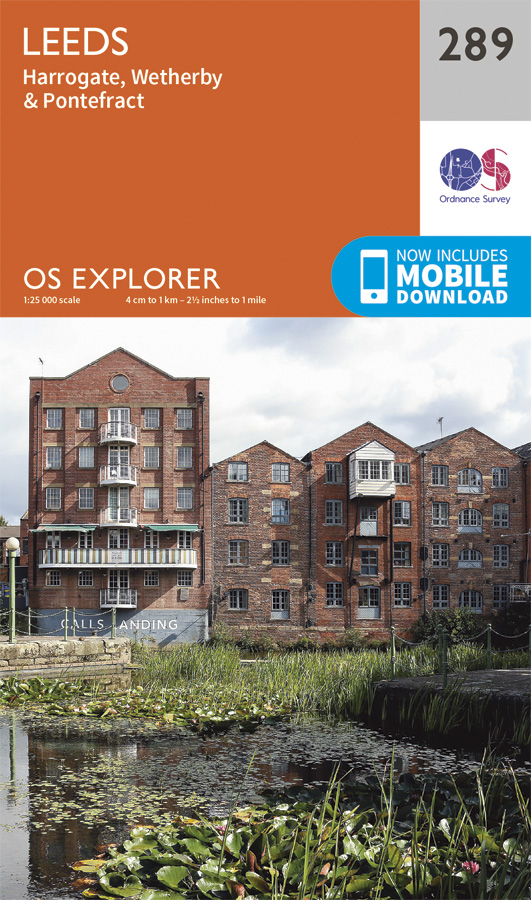 LEEDS
Harrogate, Wetherby
& Pontefract
289
OS
Ordnance Survey
OS EXPLORER
1:25 000 scale 4 cm to 1 km – 2½ inches to 1 mile
NOW INCLUDES
MOBILE
DOWNLOAD
CALLS LANDING